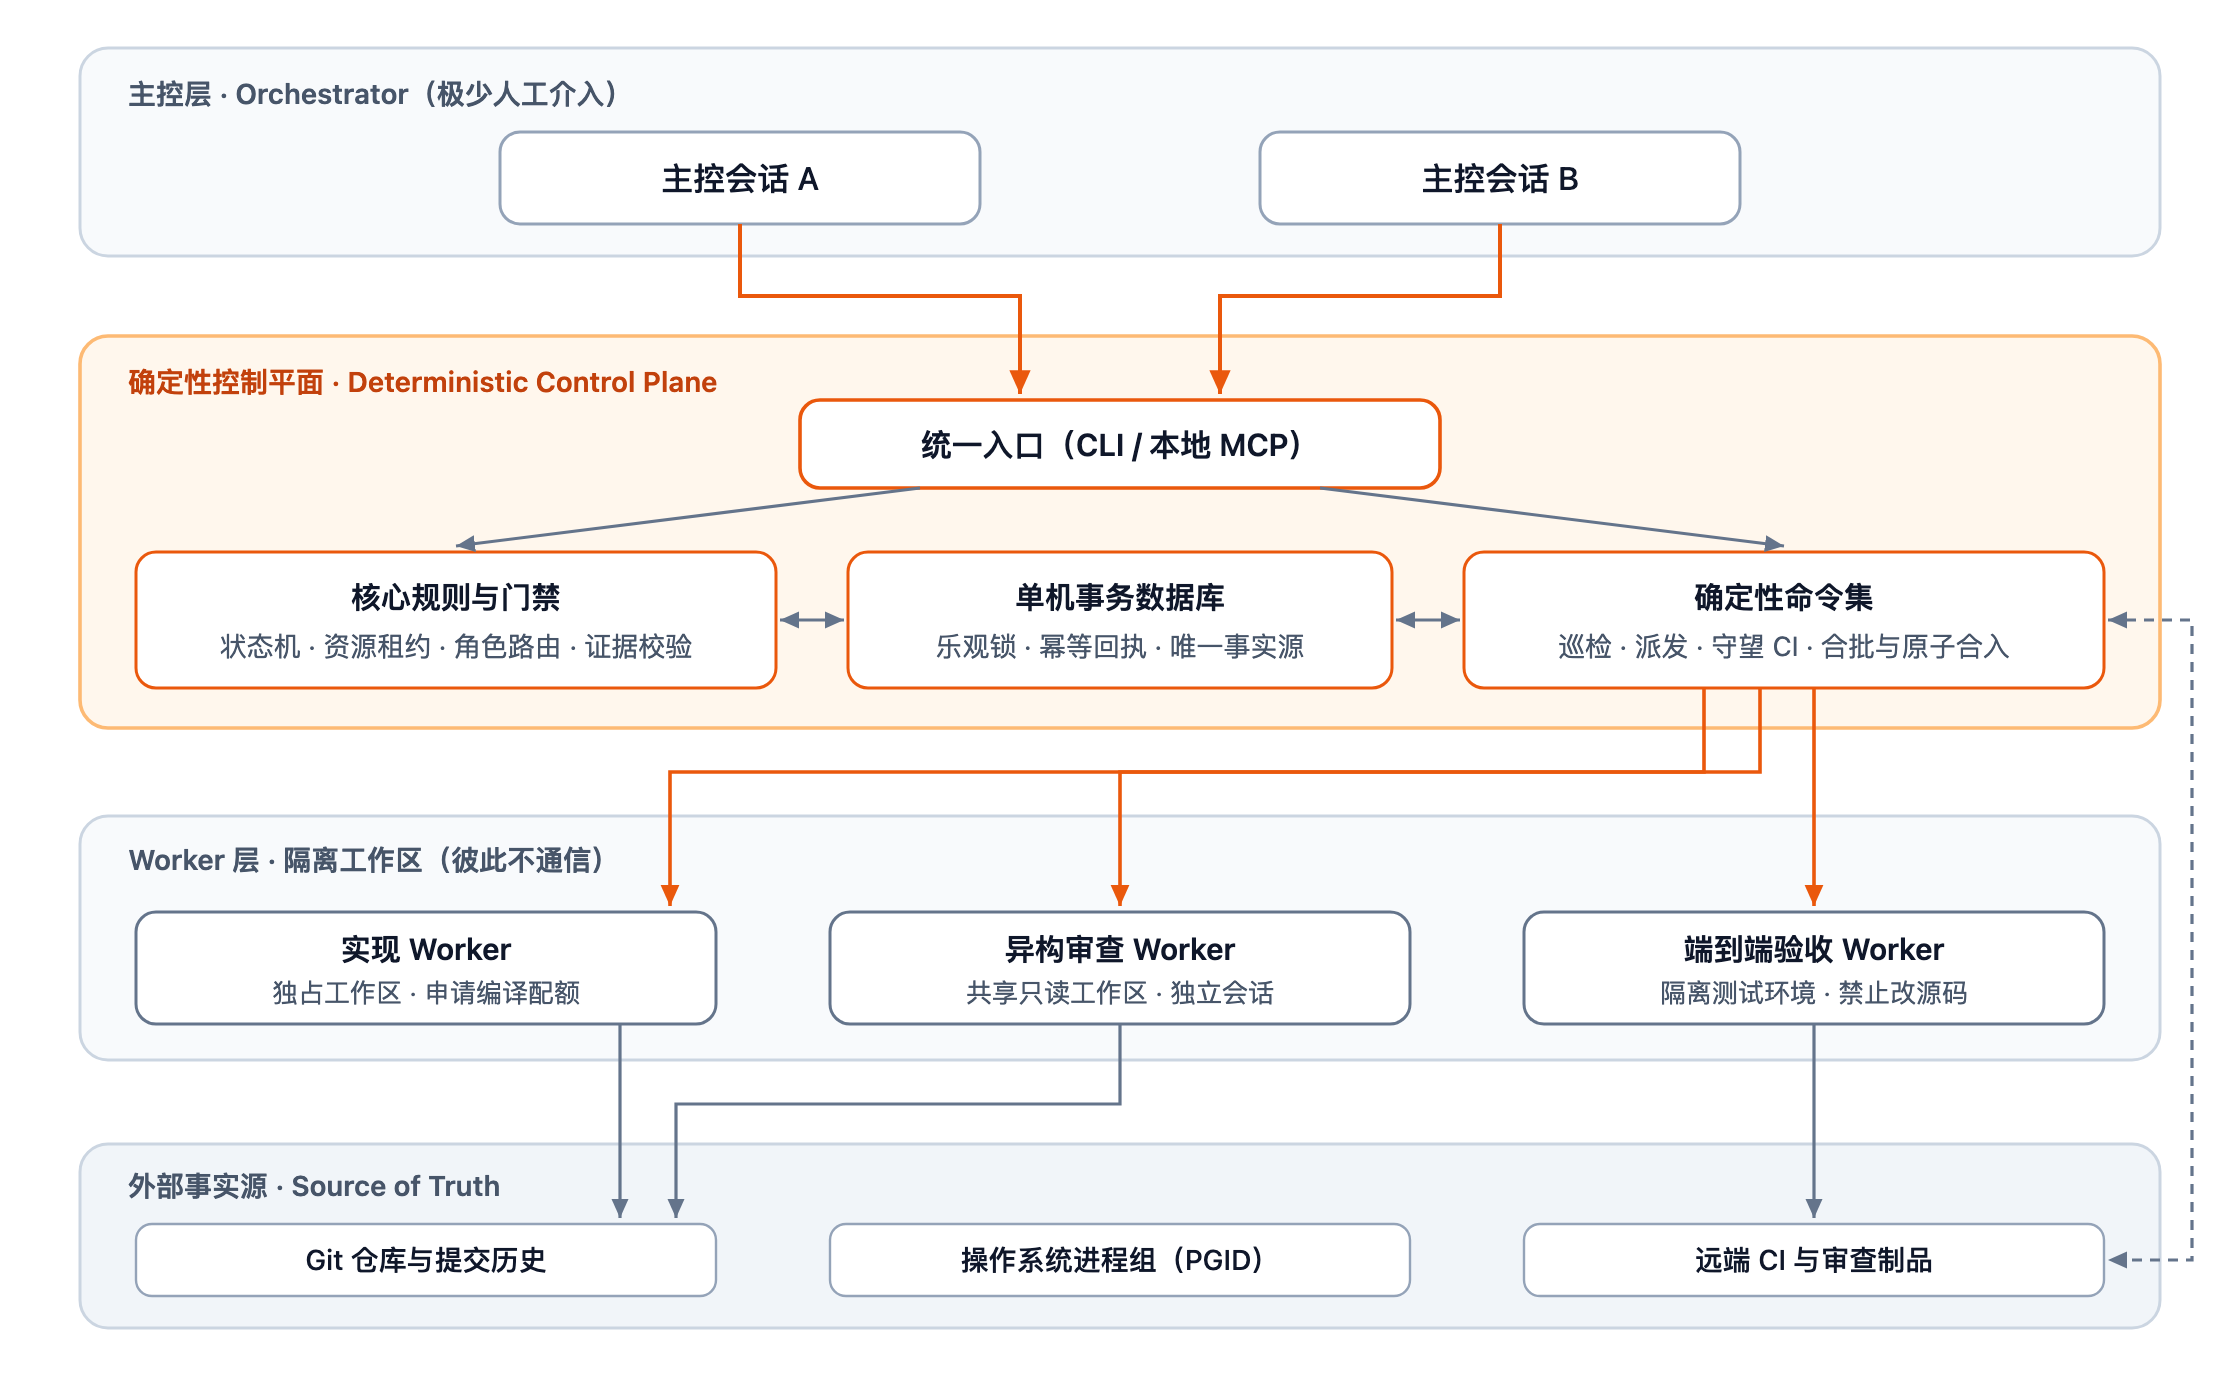 主控层 · Orchestrator（极少人工介入）
主控会话 A
主控会话 B
确定性控制平面 · Deterministic Control Plane
统一入口（CLI / 本地 MCP）
核心规则与门禁
状态机 · 资源租约 · 角色路由 · 证据校验
单机事务数据库
乐观锁 · 幂等回执 · 唯一事实源
确定性命令集
巡检 · 派发 · 守望 CI · 合批与原子合入
Worker 层 · 隔离工作区（彼此不通信）
实现 Worker
独占工作区 · 申请编译配额
异构审查 Worker
共享只读工作区 · 独立会话
端到端验收 Worker
隔离测试环境 · 禁止改源码
外部事实源 · Source of Truth
Git 仓库与提交历史
操作系统进程组（PGID）
远端 CI 与审查制品